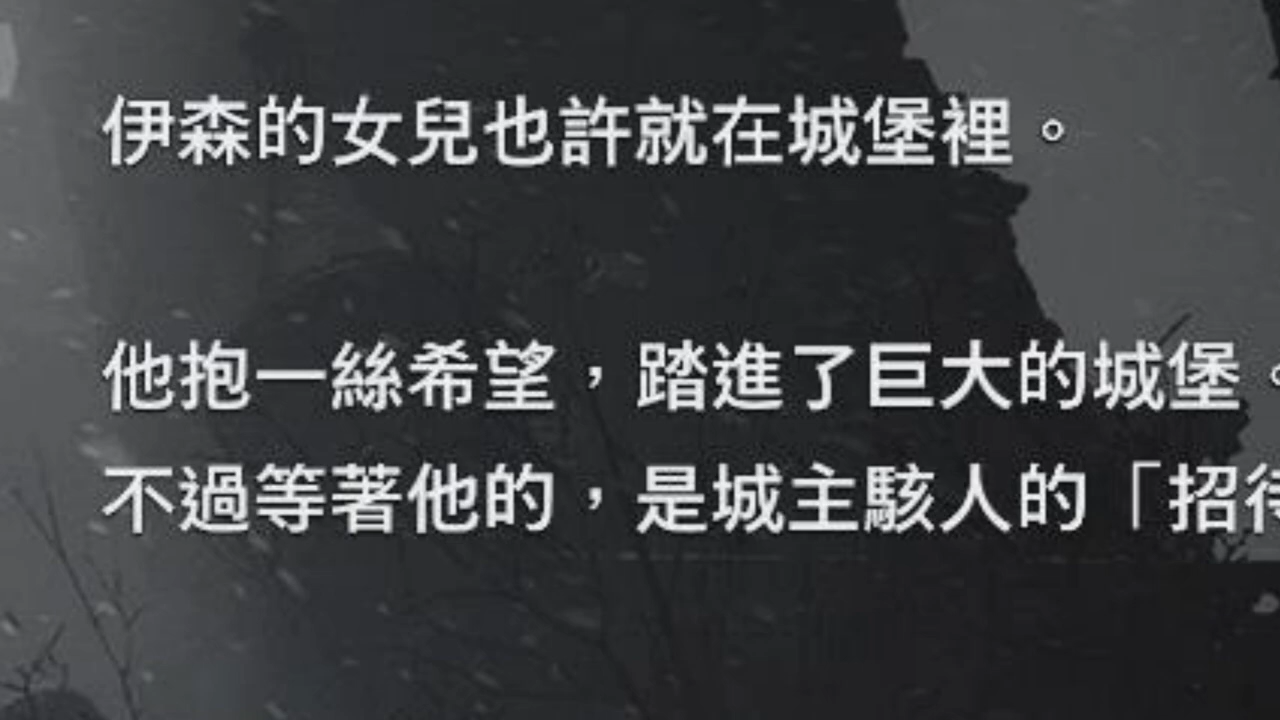 伊森的女兒也許就在城堡裡。
他抱一絲希望，踏進了巨大的城堡。
不過等著他的，是城主駭人的「招待